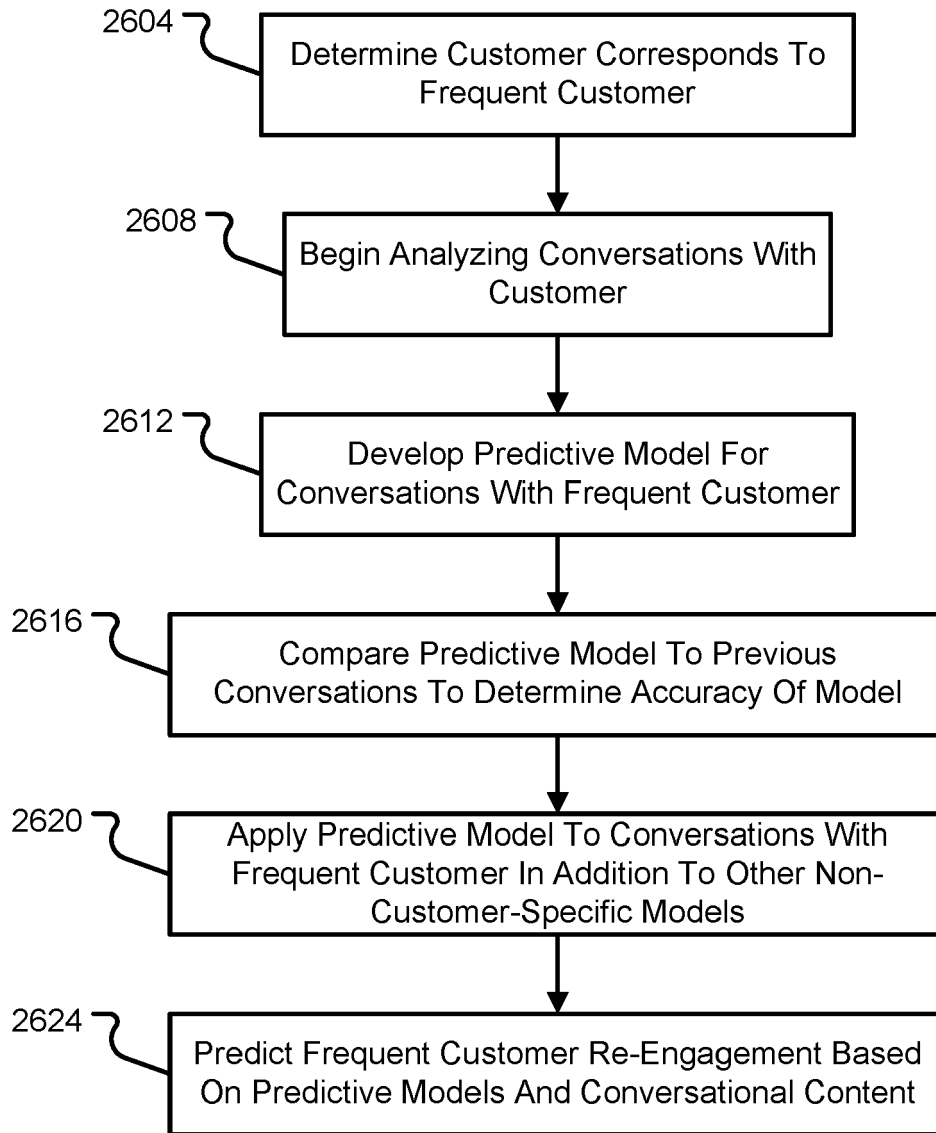 2604
Determine Customer Corresponds To
Frequent Customer
2608
Begin Analyzing Conversations With
Customer
2612
Develop Predictive Model For
Conversations With Frequent Customer
2616
Compare Predictive Model To Previous
Conversations To Determine Accuracy Of Model
2620
Apply Predictive Model To Conversations With
Frequent Customer In Addition To Other Non-
Customer-Specific Models
2624
Predict Frequent Customer Re-Engagement Based
On Predictive Models And Conversational Content